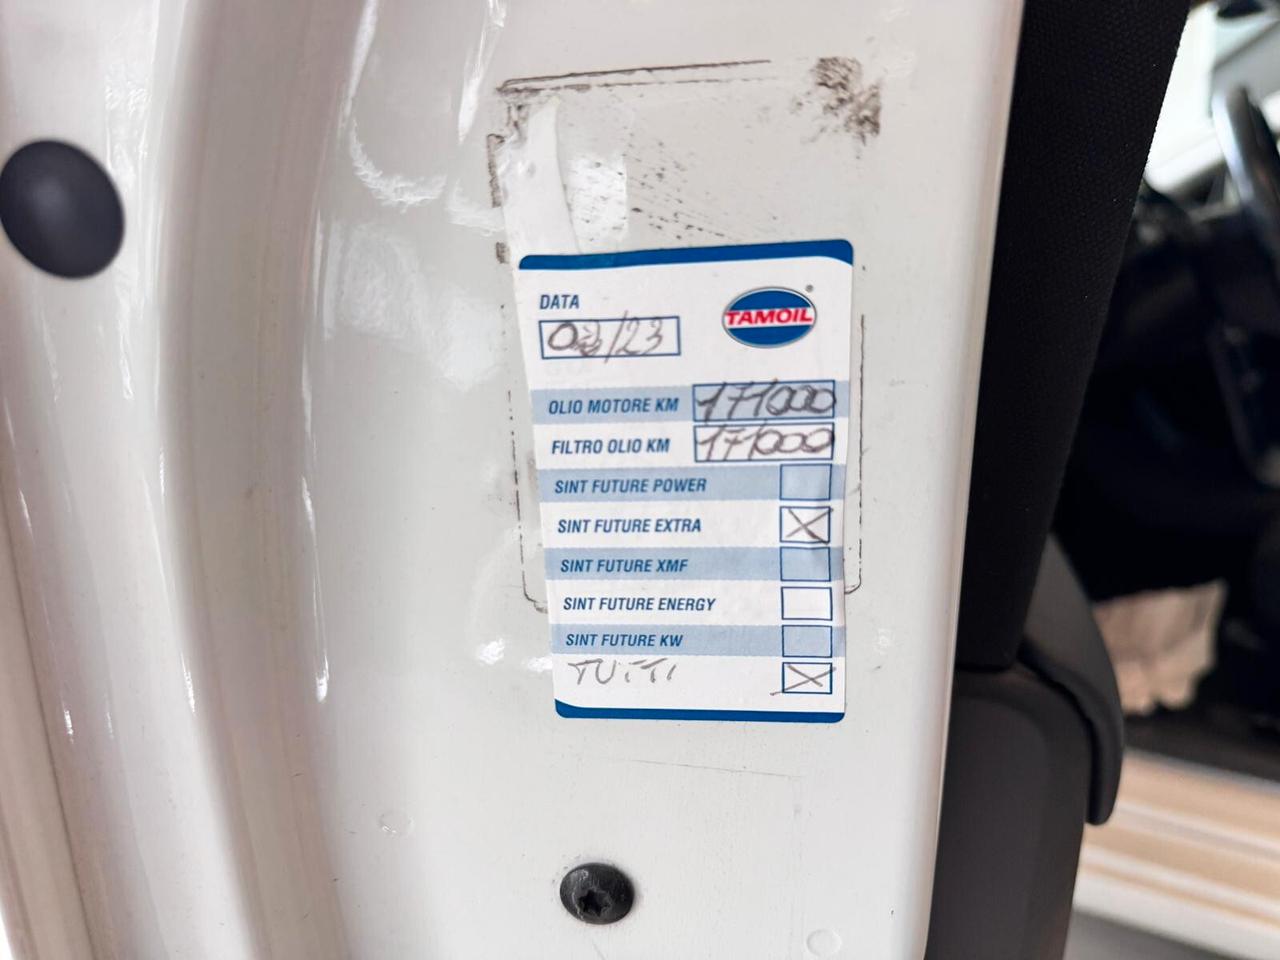 DATA
TAMOIL®
/23
OLIO MOTORE KM 171000
FILTRO OLIO KM 171000
SINT FUTURE POWER
SINT FUTURE EXTRA X
SINT FUTURE XMF
SINT FUTURE ENERGY
SINT FUTURE KW
TUTTI X